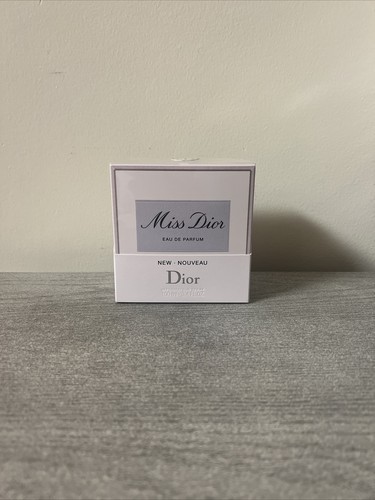 Miss Dior
EAU DE PARFUM
NEW · NOUVEAU
Dior